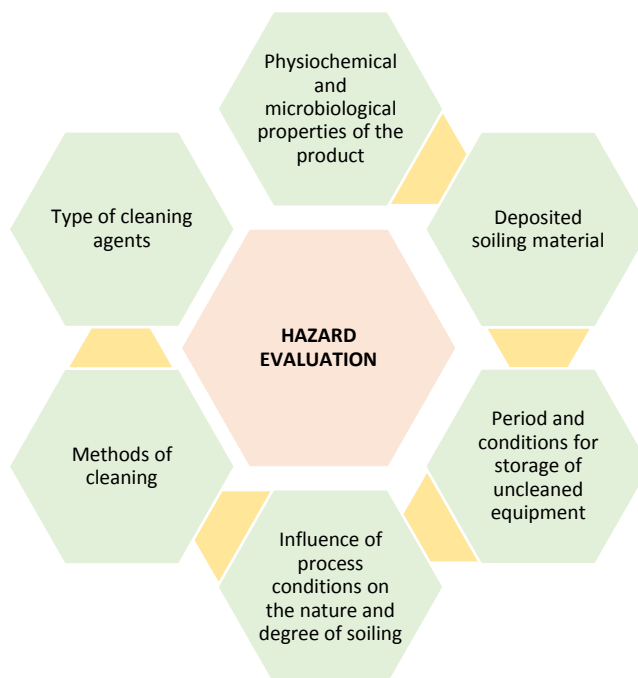 Physiochemical
and
microbiological
properties of the
product
Deposited
soiling material
Period and
conditions for
storage of
uncleaned
equipment
Influence of
process
conditions on
the nature and
degree of soiling
Methods of
cleaning
Type of cleaning
agents
HAZARD
EVALUATION